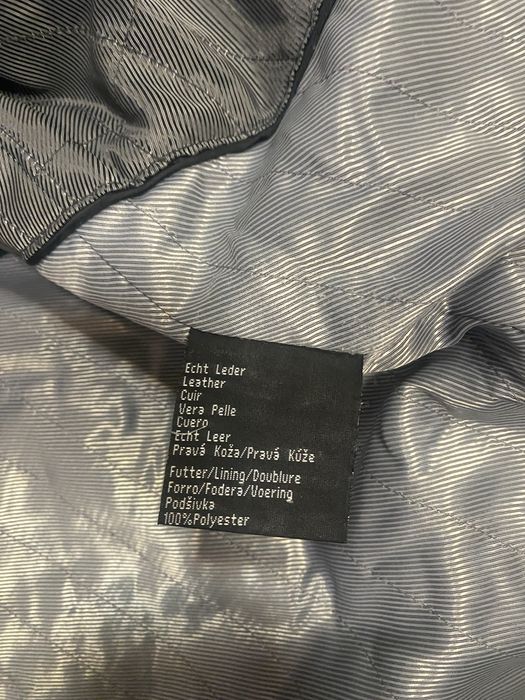 Echt Leder
Leather
Cuir
Vera Pelle
Cuero
Echt Leer
Pravá Koža/Pravá Kůže
Futter/Lining/Doublure
Forro/Fodera/Voering
Podšivka
100%Polyester